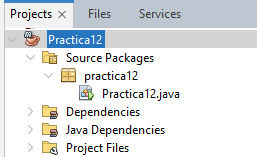 Projects Files Services
Practica12
Source Packages
practica12
Practica12.java
Dependencies
Java Dependencies
Project Files